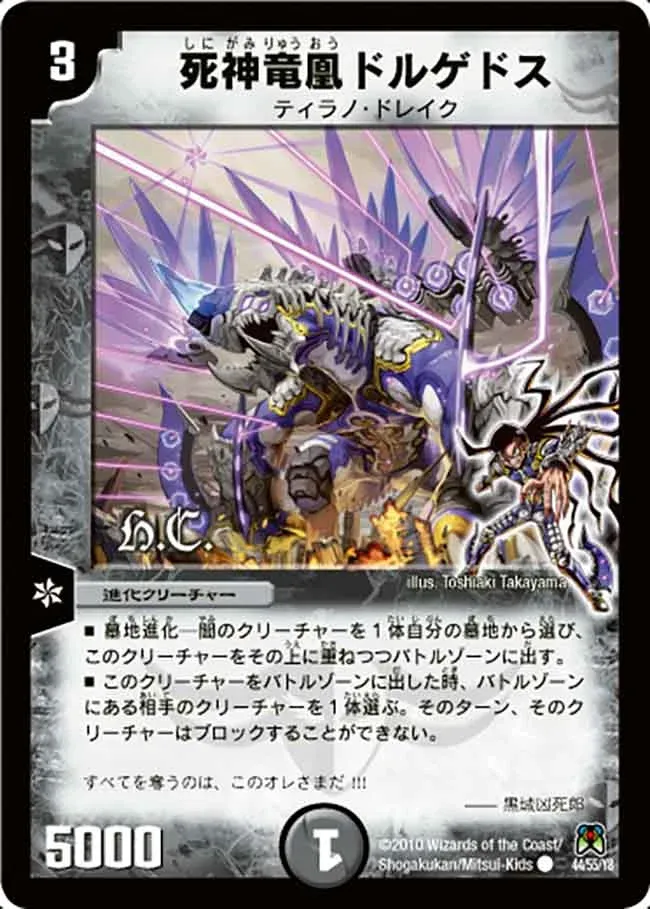 3
しにがみりゅうおう
死神竜凰ドルゲドス
ティラノ・ドレイク
H.C.
illus. Toshiaki Takayama
進化クリーチャー
■ 墓地進化―闇のクリーチャーを1体自分の墓地から選び、
このクリーチャーをその上に重ねつつバトルゾーンに出す。
■ このクリーチャーをバトルゾーンに出した時、バトルゾーン
にある相手のクリーチャーを1体選ぶ。そのターン、そのク
リーチャーはブロックすることができない。
すべてを奪うのは、このオレさまだ !!!
―― 黒城凶死郎
5000
1
©2010 Wizards of the Coast/
Shogakukan/Mitsui-Kids
44/55/Y8